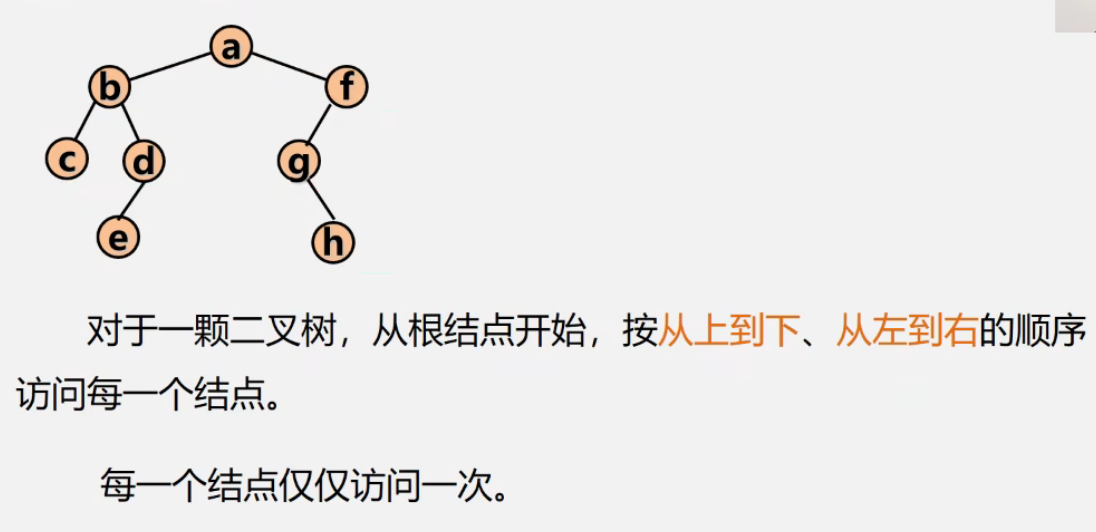 a
b f
c d g
e h
对于一颗二叉树，从根结点开始，按从上到下、从左到右的顺序
访问每一个结点。
每一个结点仅仅访问一次。